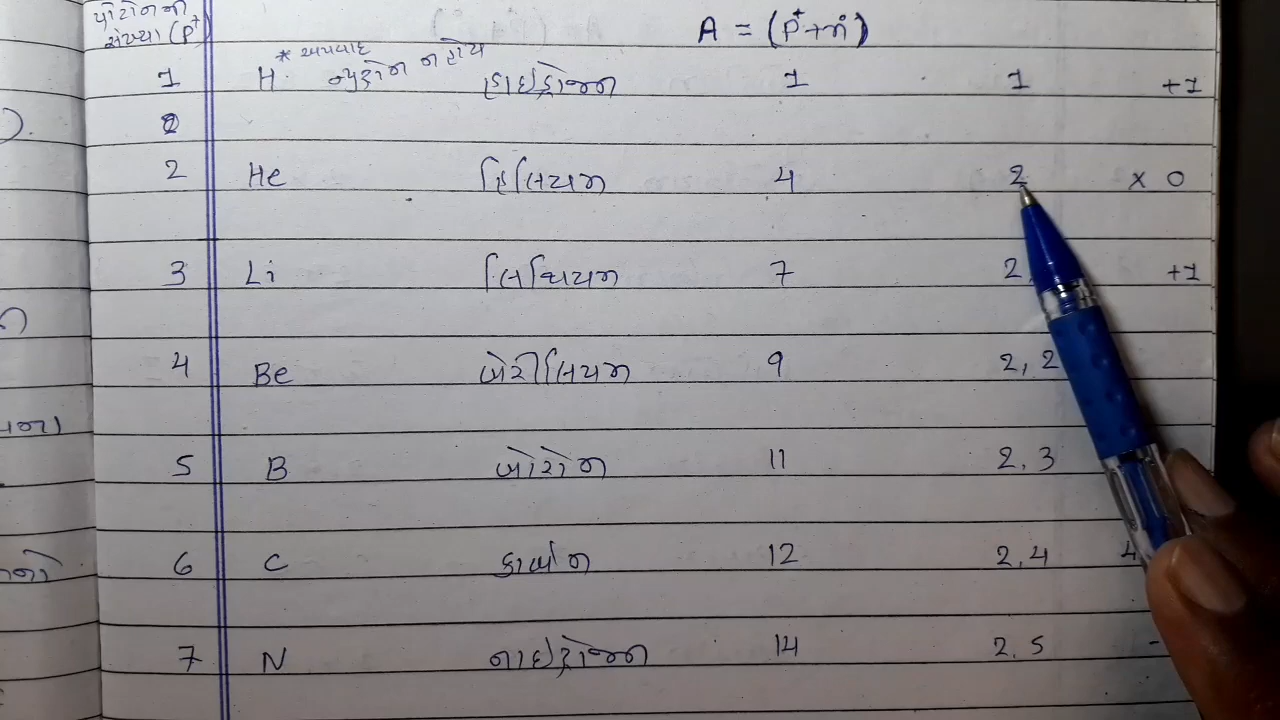 પ્રોટોનની
સંખ્યા (P⁺) A = (P⁺+n⁰)
* અપવાદ
ન્યુટ્રોન ન હોય
1 H હાઇડ્રોજન 1 1 +1
2 He હિલિયમ 4 2 × 0
3 Li લિથિયમ 7 2, +1
4 Be બેરીલિયમ 9 2, 2
5 B બોરોન 11 2, 3
6 C કાર્બન 12 2, 4 4
7 N નાઇટ્રોજન 14 2, 5 -